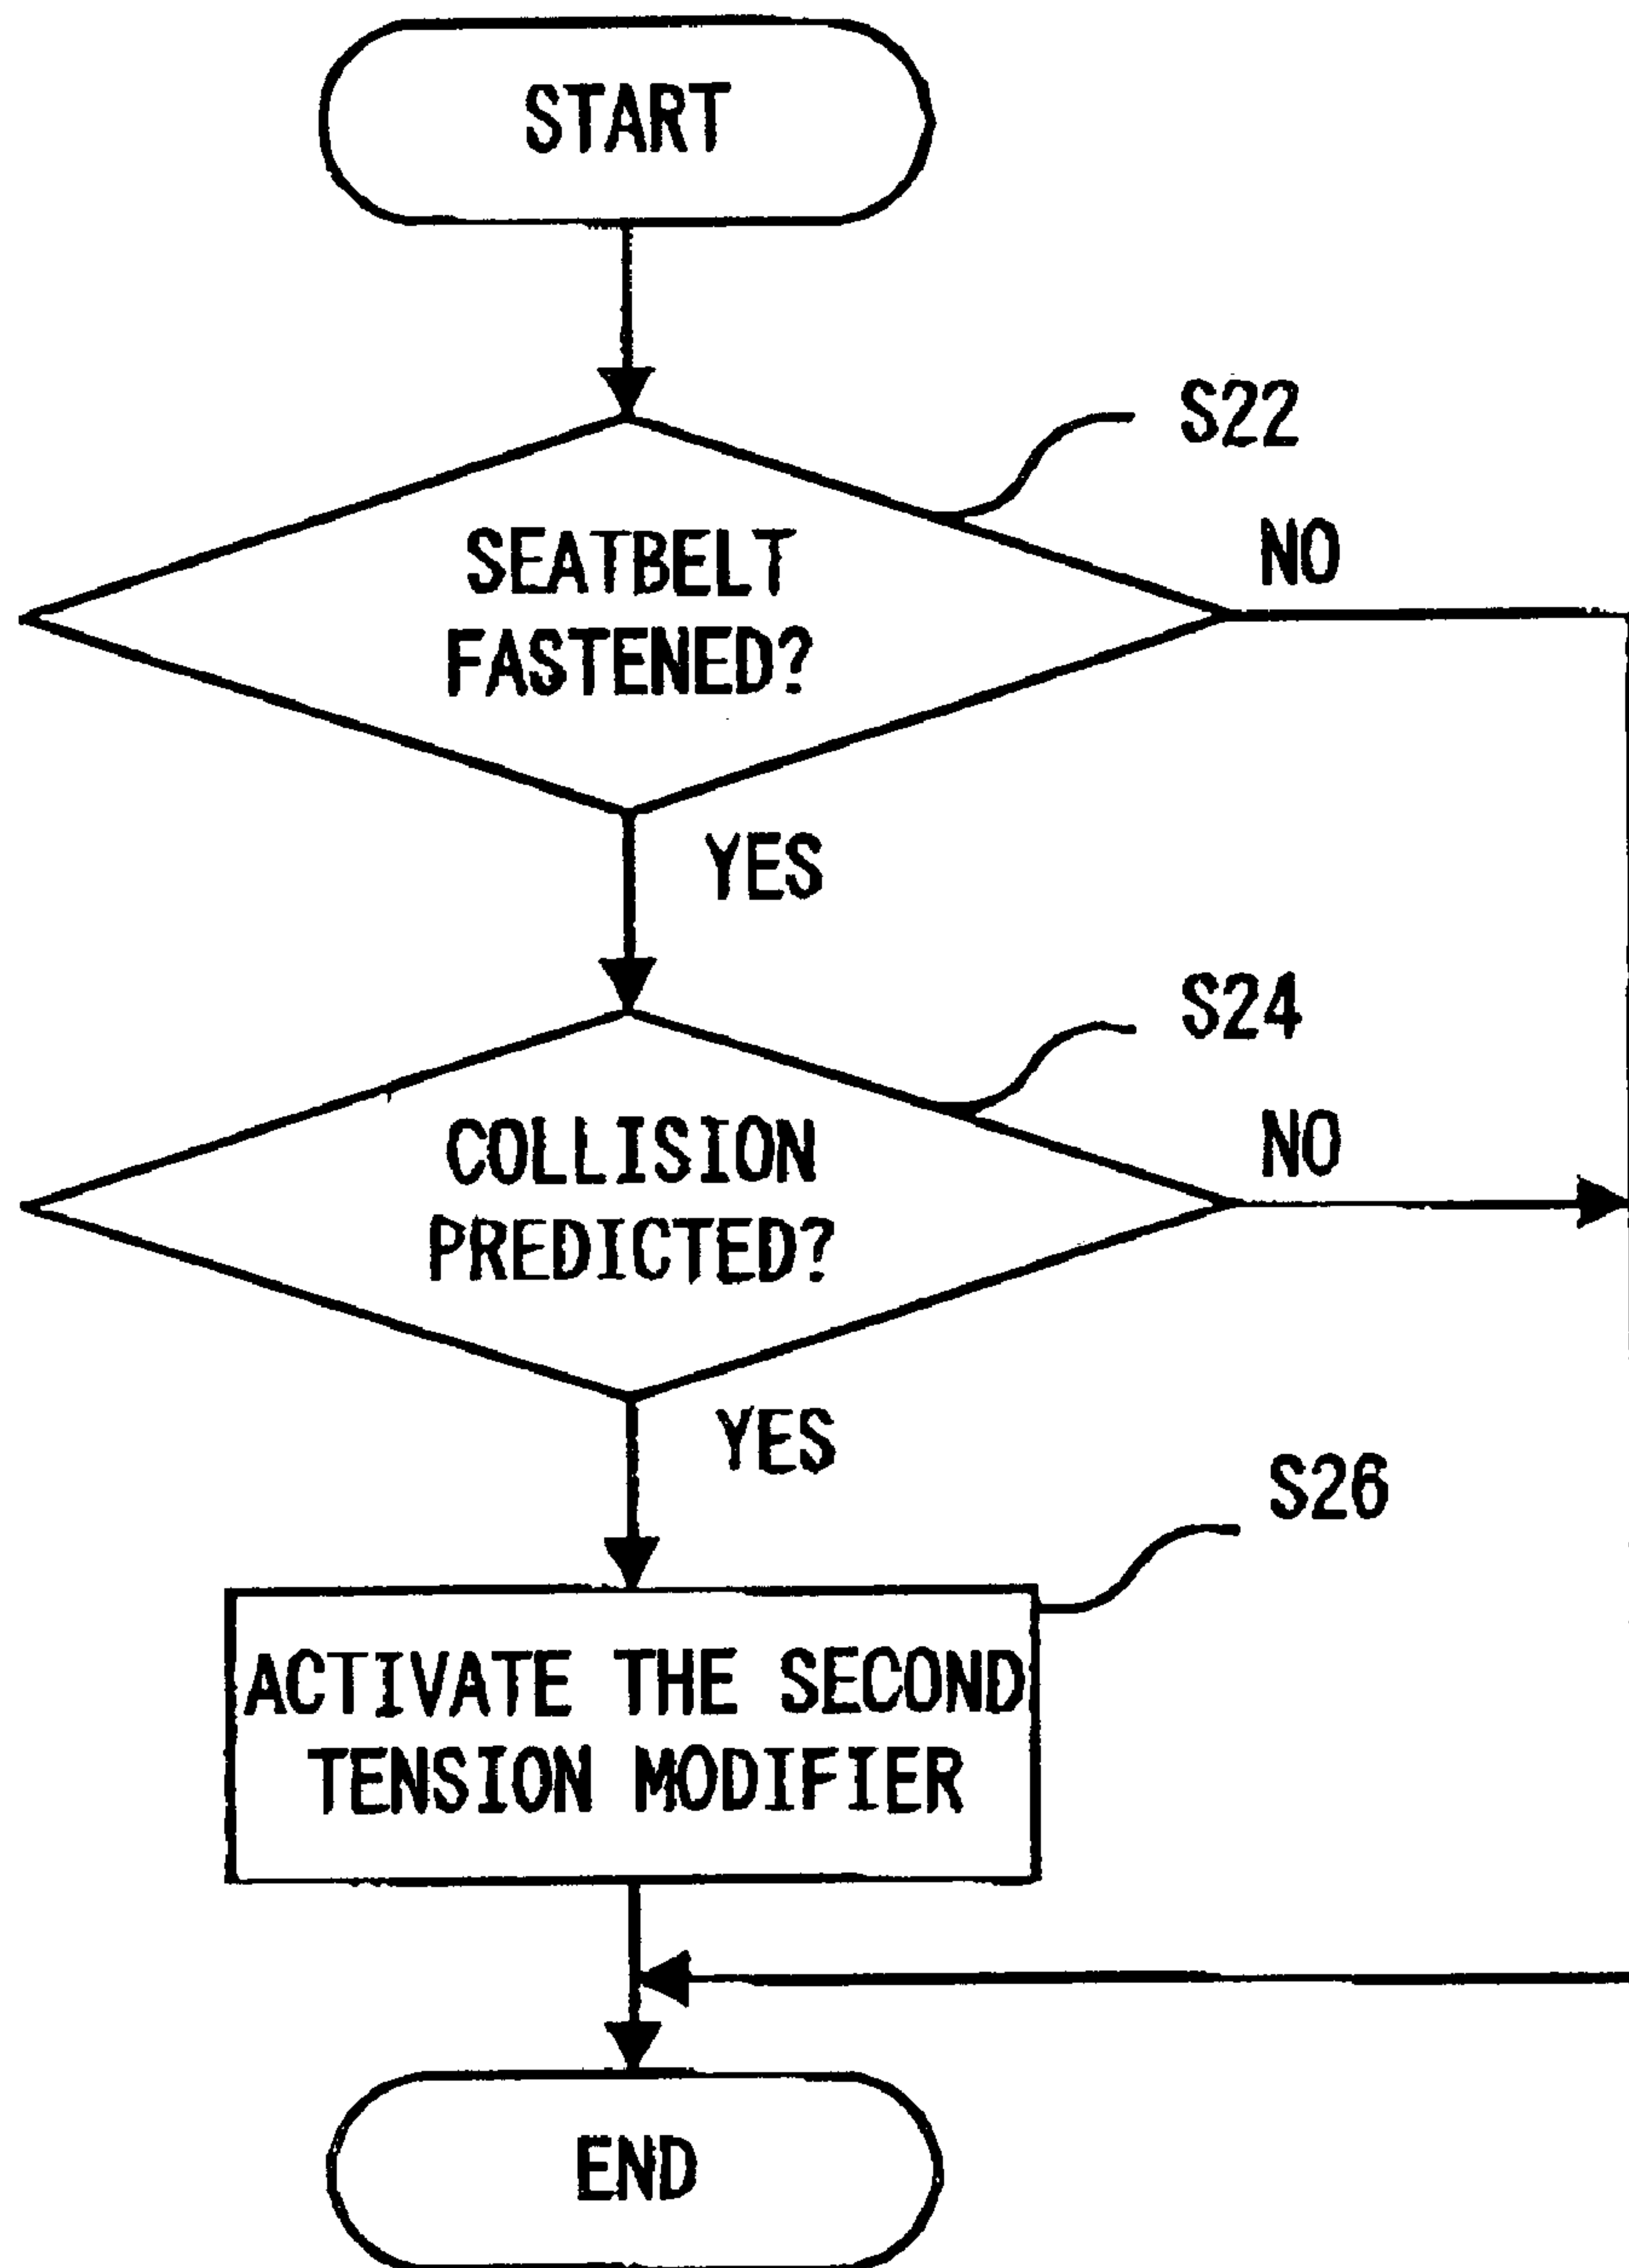 START
S22
SEATBELT
FASTENED?
NO
YES
S24
COLLISION
PREDICTED?
NO
YES
S26
ACTIVATE THE SECOND
TENSION MODIFIER
END